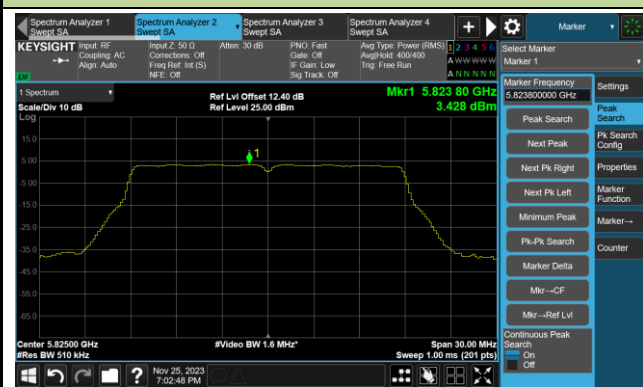 Spectrum Analyzer 1
Swept SA
Spectrum Analyzer 2
Swept SA
Spectrum Analyzer 3
Swept SA
Spectrum Analyzer 4
Swept SA
+
Marker
KEYSIGHT
Input: RF
Coupling: AC
Align: Auto
Input Z: 50 Ω
Corrections: Off
Freq Ref: Int (S)
NFE: Off
Atten: 30 dB
PNO: Fast
Gate: Off
IF Gain: Low
Sig Track: Off
Avg Type: Power (RMS)
Avg|Hold: 400/400
Trig: Free Run
1 2 3 4 5 6
A W W W W W
A N N N N N
LV
Select Marker
Marker 1
1 Spectrum
Scale/Div 10 dB
Log
Ref Lvl Offset 12.40 dB
Ref Level 25.00 dBm
Mkr1 5.823 80 GHz
3.428 dBm
1
15.0
5.00
-5.00
-15.0
-25.0
-35.0
-45.0
-55.0
-65.0
Center 5.82500 GHz
#Res BW 510 kHz
#Video BW 1.6 MHz*
Span 30.00 MHz
Sweep 1.00 ms (201 pts)
Marker Frequency
5.823800000 GHz
Peak Search
Next Peak
Next Pk Right
Next Pk Left
Minimum Peak
Pk-Pk Search
Marker Delta
Mkr→CF
Mkr→Ref Lvl
Continuous Peak
Search
On
Off
Settings
Peak
Search
Pk Search
Config
Properties
Marker
Function
Marker→
Counter
?
Nov 25, 2023
7:02:48 PM